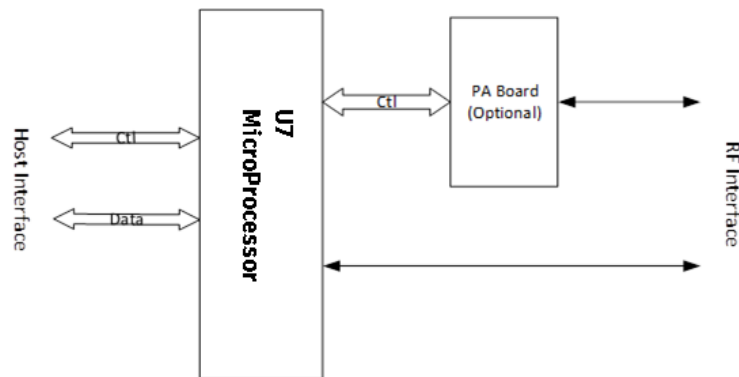 Host Interface
Ctl
Data
U7
MicroProcessor
Ctl
PA Board
(Optional)
RF Interface